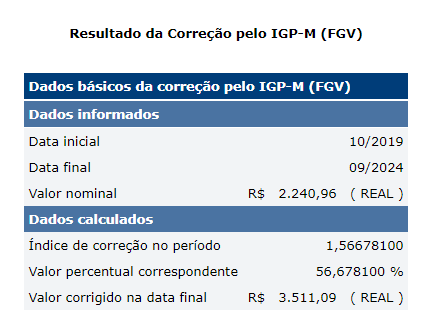 Resultado da Correção pelo IGP-M (FGV)
Dados básicos da correção pelo IGP-M (FGV)
Dados informados
Data inicial 10/2019
Data final 09/2024
Valor nominal R$ 2.240,96 ( REAL )
Dados calculados
Índice de correção no período 1,56678100
Valor percentual correspondente 56,678100 %
Valor corrigido na data final R$ 3.511,09 ( REAL )